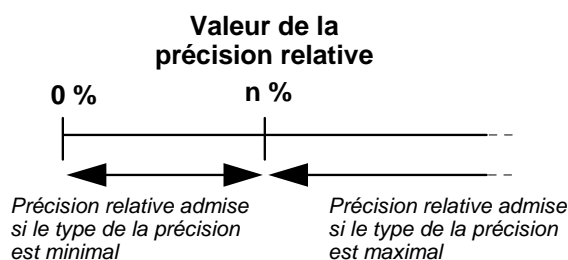 Valeur de la
précision relative
0 % n %
Précision relative admise
si le type de la précision
est minimal
Précision relative admise
si le type de la précision
est maximal